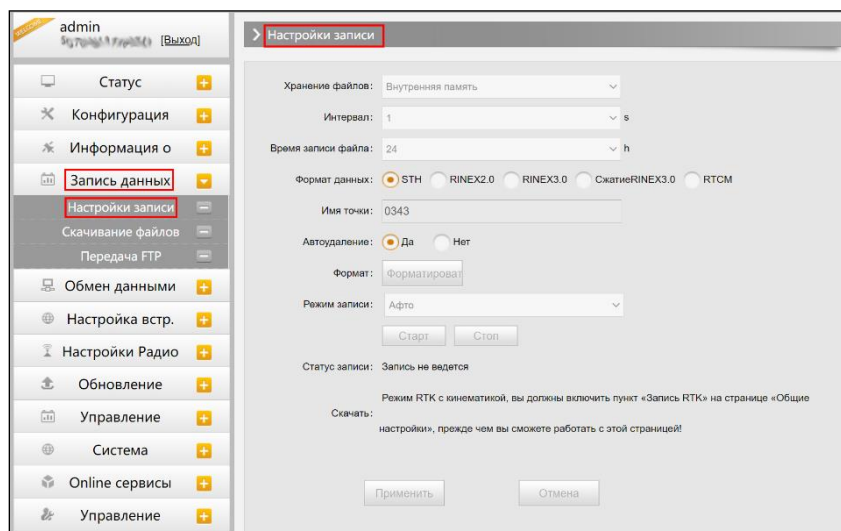 WELCOME
admin
[Выход]
Статус
Конфигурация
Информация о
Запись данных
Настройки записи
Скачивание файлов
Передача FTP
Обмен данными
Настройка встр.
Настройки Радио
Обновление
Управление
Система
Online сервисы
Управление
Настройки записи
Хранение файлов: Внутренняя память
Интервал: 1 s
Время записи файла: 24 h
Формат данных: STH RINEX2.0 RINEX3.0 СжатиеRINEX3.0 RTCM
Имя точки: 0343
Автоудаление: Да Нет
Формат: Форматироват
Режим записи: Афто
Старт Стоп
Статус записи: Запись не ведется
Скачать: Режим RTK с кинематикой, вы должны включить пункт «Запись RTK» на странице «Общие
настройки», прежде чем вы сможете работать с этой страницей!
Применить Отмена